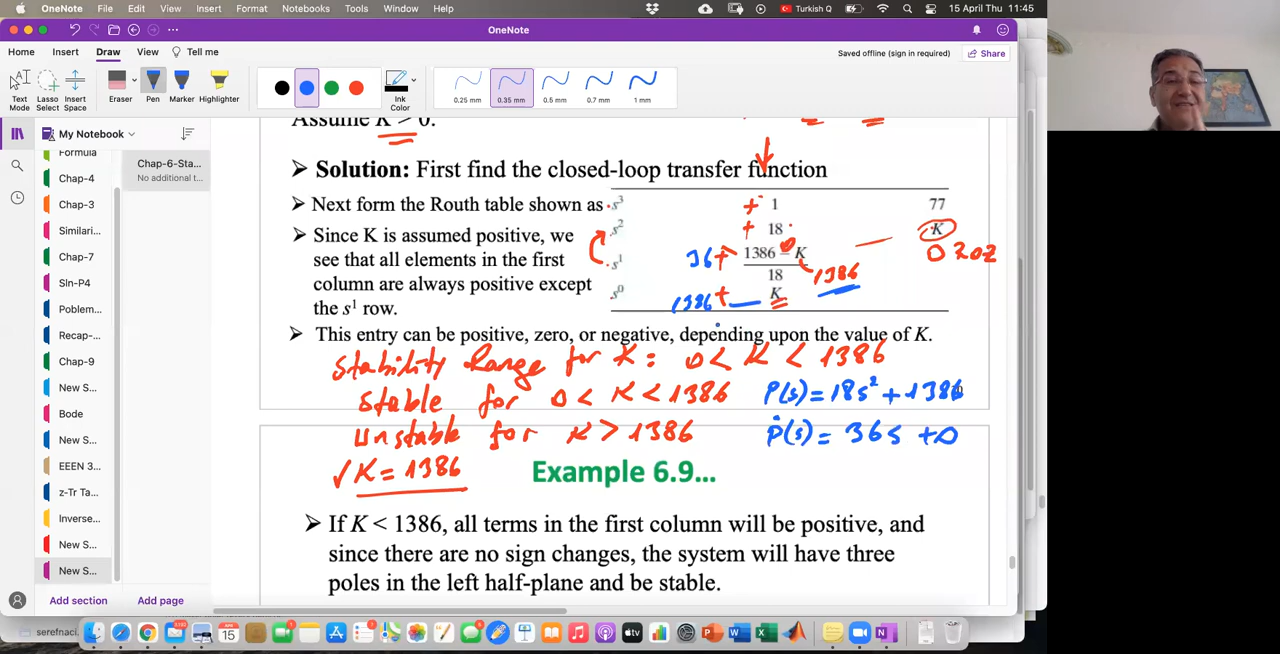 OneNote File Edit View Insert Format Notebooks Tools Window Help Turkish Q 15 April Thu 11:45
OneNote
Home Insert Draw View Tell me Saved offline (sign in required) Share
Text Mode Lasso Select Insert Space Eraser Pen Marker Highlighter Ink Color 0.25 mm 0.35 mm 0.5 mm 0.7 mm 1 mm
My Notebook
Formula
Chap-4
Chap-3
Similari...
Chap-7
SIn-P4
Poblem...
Recap-...
Chap-9
New S...
Bode
New S...
EEEN 3...
z-Tr Ta...
Inverse...
New S...
New S...
Add section Add page
Chap-6-Sta...
No additional t...
Assume K > 0.
➢ Solution: First find the closed-loop transfer function
➢ Next form the Routh table shown as
➢ Since K is assumed positive, we
see that all elements in the first
column are always positive except
the s¹ row.
s³ + 1 77
s² + 18 K
s¹ 36 + 1386 - K
18
1386
0
s⁰ 1386 + K
➢ This entry can be positive, zero, or negative, depending upon the value of K.
Stability Range for K: 0 < K < 1386
Stable for 0 < K < 1386 P(s) = 18s² + 1386
Unstable for K > 1386 Ṗ(s) = 36s + 0
✓ K = 1386
Example 6.9...
➢ If K < 1386, all terms in the first column will be positive, and
since there are no sign changes, the system will have three
poles in the left half-plane and be stable.
serefnaci...